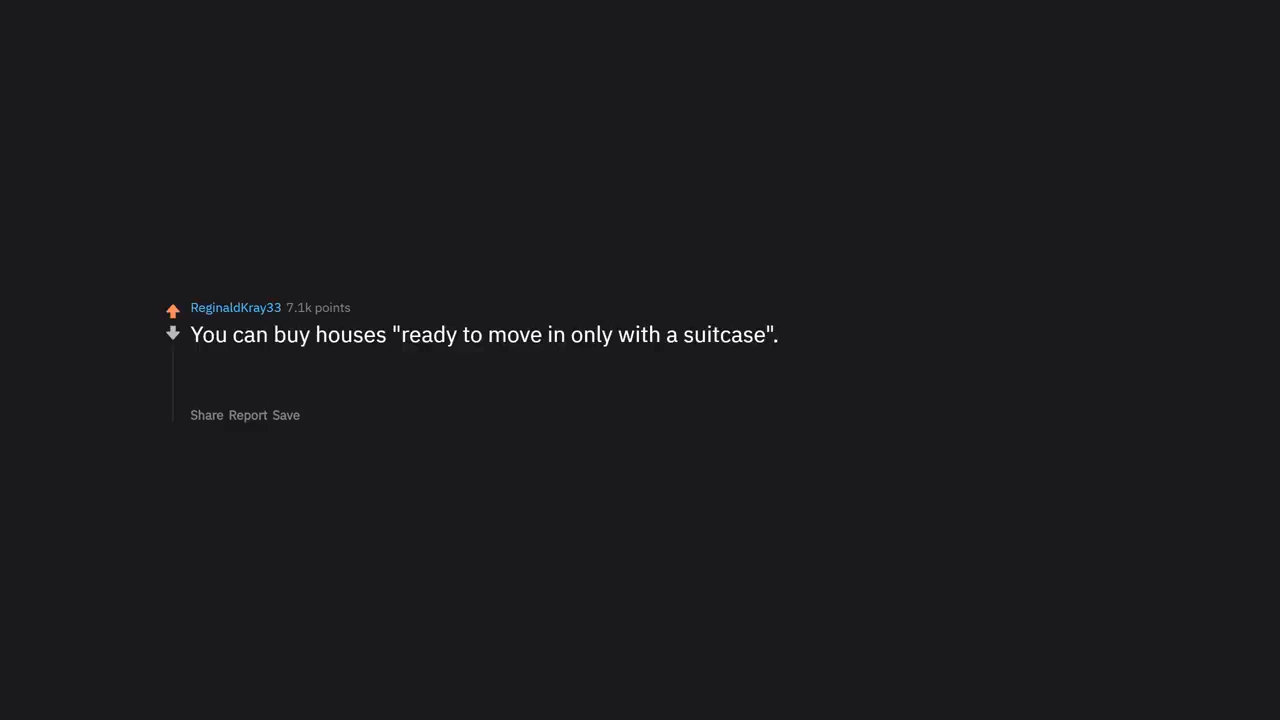 ReginaldKray33 7.1k points
You can buy houses "ready to move in only with a suitcase".
Share Report Save